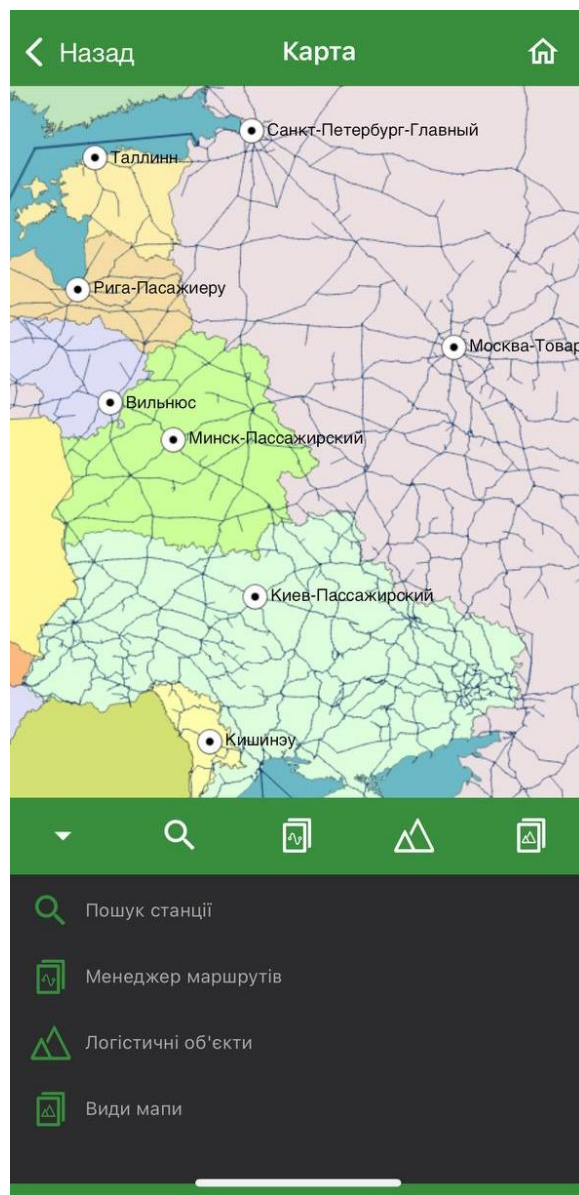 Назад
Карта
Санкт-Петербург-Главный
Таллинн
Рига-Пасажиеру
Москва-Товар
Вильнюс
Минск-Пассажирский
Киев-Пассажирский
Кишинэу
Пошук станції
Менеджер маршрутів
Логістичні об'єкти
Види мапи